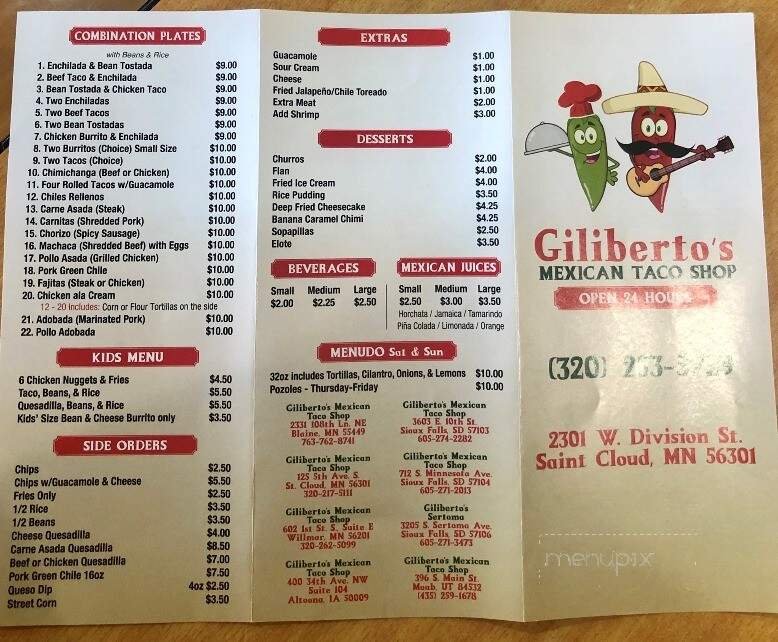 COMBINATION PLATES
with Beans & Rice
1. Enchilada & Bean Tostada $9.00
2. Beef Taco & Enchilada $9.00
3. Bean Tostada & Chicken Taco $9.00
4. Two Enchiladas $9.00
5. Two Beef Tacos $9.00
6. Two Bean Tostadas $9.00
7. Chicken Burrito & Enchilada $9.00
8. Two Burritos (Choice) Small Size $10.00
9. Two Tacos (Choice) $10.00
10. Chimichanga (Beef or Chicken) $10.00
11. Four Rolled Tacos w/Guacamole $10.00
12. Chiles Rellenos $10.00
13. Carne Asada (Steak) $10.00
14. Carnitas (Shredded Pork) $10.00
15. Chorizo (Spicy Sausage) $10.00
16. Machaca (Shredded Beef) with Eggs $10.00
17. Pollo Asada (Grilled Chicken) $10.00
18. Pork Green Chile $10.00
19. Fajitas (Steak or Chicken) $10.00
20. Chicken ala Cream $10.00
12 - 20 Includes: Corn or Flour Tortillas on the side
21. Adobada (Marinated Pork) $10.00
22. Pollo Adobada $10.00
KIDS MENU
6 Chicken Nuggets & Fries $4.50
Taco, Beans, & Rice $5.50
Quesadilla, Beans, & Rice $5.50
Kids' Size Bean & Cheese Burrito only $3.50
SIDE ORDERS
Chips $2.50
Chips w/Guacamole & Cheese $5.50
Fries Only $2.50
1/2 Rice $3.50
1/2 Beans $3.50
Cheese Quesadilla $4.00
Carne Asada Quesadilla $8.50
Beef or Chicken Quesadilla $7.00
Pork Green Chile 16oz $7.50
Queso Dip 4oz $2.50
Street Corn $3.50
EXTRAS
Guacamole $1.00
Sour Cream $1.00
Cheese $1.00
Fried Jalapeño/Chile Toreado $1.00
Extra Meat $2.00
Add Shrimp $3.00
DESSERTS
Churros $2.00
Flan $4.00
Fried Ice Cream $4.00
Rice Pudding $3.50
Deep Fried Cheesecake $4.25
Banana Caramel Chimi $4.25
Sopapillas $2.50
Elote $3.50
BEVERAGES
Small Medium Large
$2.00 $2.25 $2.50
MEXICAN JUICES
Small Medium Large
$2.50 $3.00 $3.50
Horchata / Jamaica / Tamarindo
Piña Colada / Limonada / Orange
MENUDO Sat & Sun
32oz includes Tortillas, Cilantro, Onions, & Lemons $10.00
Pozoles - Thursday-Friday $10.00
Giliberto's Mexican
Taco Shop
2331 108th Ln. NE
Blaine, MN 55449
763-762-8741
Giliberto's Mexican
Taco Shop
125 5th Ave. S.
St. Cloud, MN 56301
320-217-5111
Giliberto's Mexican
Taco Shop
602 1st St. S. Suite E
Willmar, MN 56201
320-262-5099
Giliberto's Mexican
Taco Shop
400 34th Ave. NW
Suite 104
Altoona, IA 50009
Giliberto's Mexican
Taco Shop
3603 E. 10th St.
Sioux Falls, SD 57103
605-274-2282
Giliberto's Mexican
Taco Shop
712 S. Minnesota Ave.
Sioux Falls, SD 57104
605-271-2013
Giliberto's
Sertoma
3205 S. Sertoma Ave.
Sioux Falls, SD 57106
605-271-3473
Giliberto's Mexican
Taco Shop
396 S. Main St.
Moab, UT 84532
(435) 259-1678
Giliberto's
MEXICAN TACO SHOP
OPEN 24 HOURS
(320)
2301 W. Division St.
Saint Cloud, MN 56301
menupix